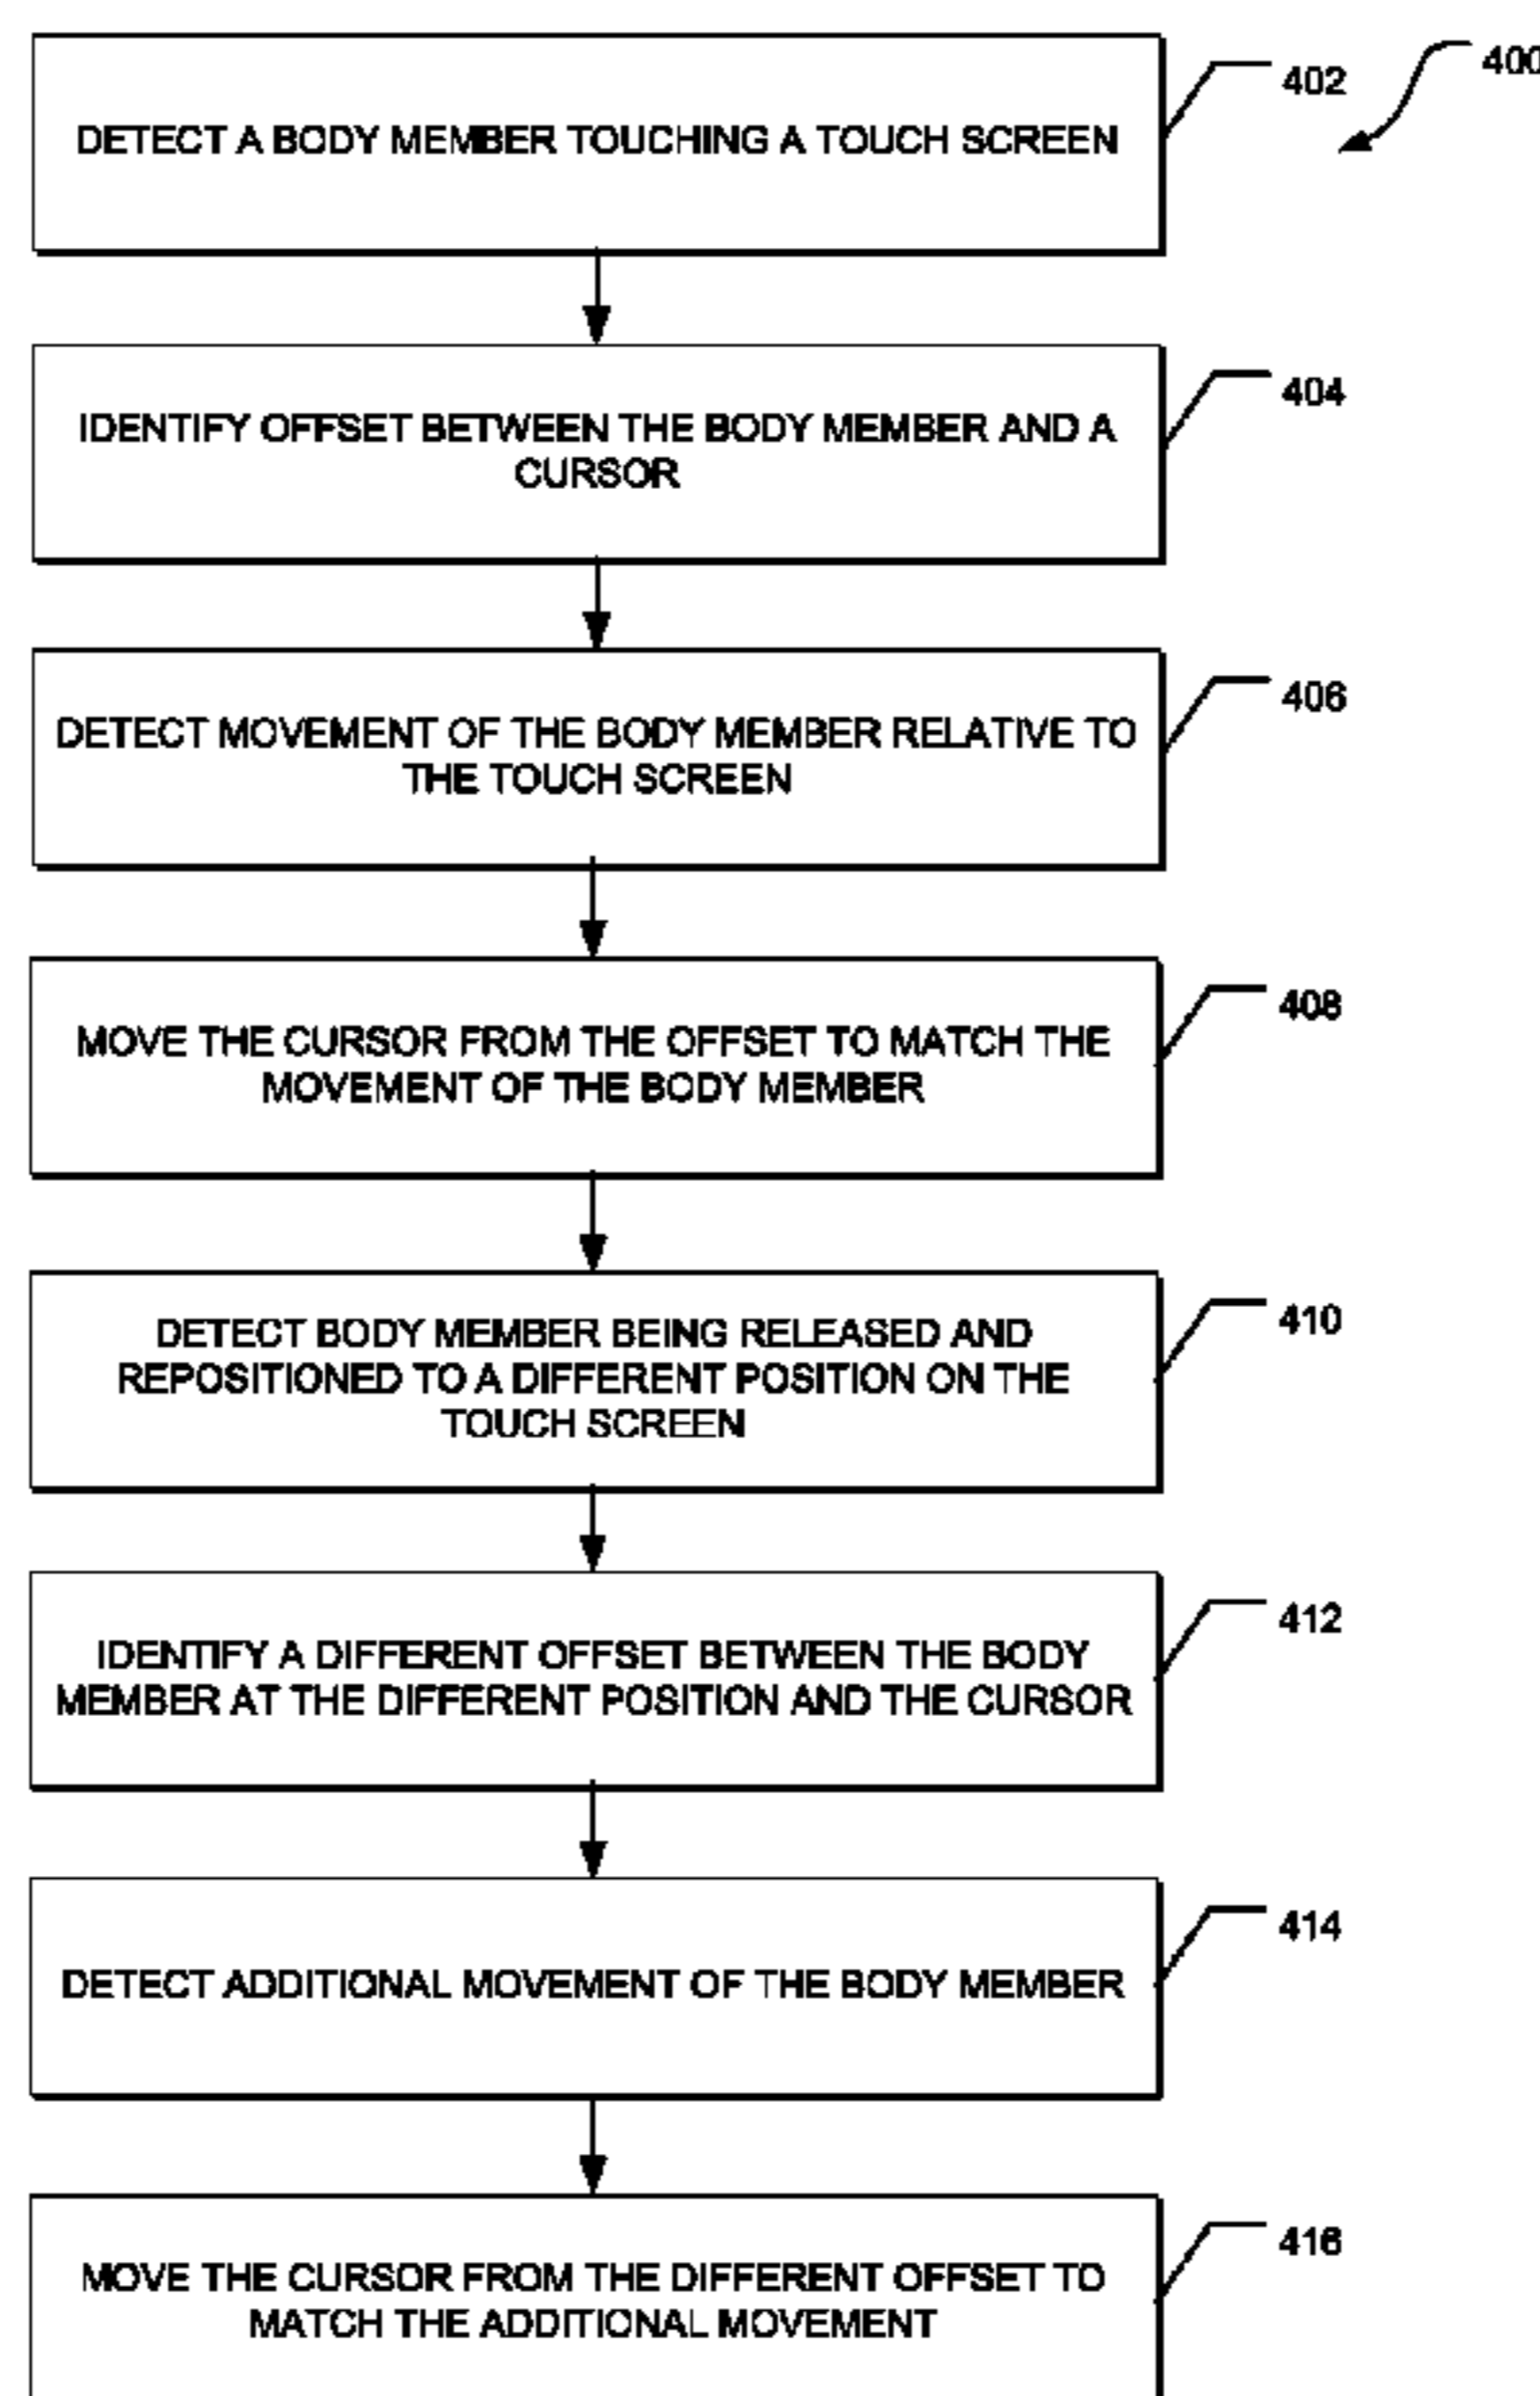 400
DETECT A BODY MEMBER TOUCHING A TOUCH SCREEN
402
IDENTIFY OFFSET BETWEEN THE BODY MEMBER AND A
CURSOR
404
DETECT MOVEMENT OF THE BODY MEMBER RELATIVE TO
THE TOUCH SCREEN
406
MOVE THE CURSOR FROM THE OFFSET TO MATCH THE
MOVEMENT OF THE BODY MEMBER
408
DETECT BODY MEMBER BEING RELEASED AND
REPOSITIONED TO A DIFFERENT POSITION ON THE
TOUCH SCREEN
410
IDENTIFY A DIFFERENT OFFSET BETWEEN THE BODY
MEMBER AT THE DIFFERENT POSITION AND THE CURSOR
412
DETECT ADDITIONAL MOVEMENT OF THE BODY MEMBER
414
MOVE THE CURSOR FROM THE DIFFERENT OFFSET TO
MATCH THE ADDITIONAL MOVEMENT
416